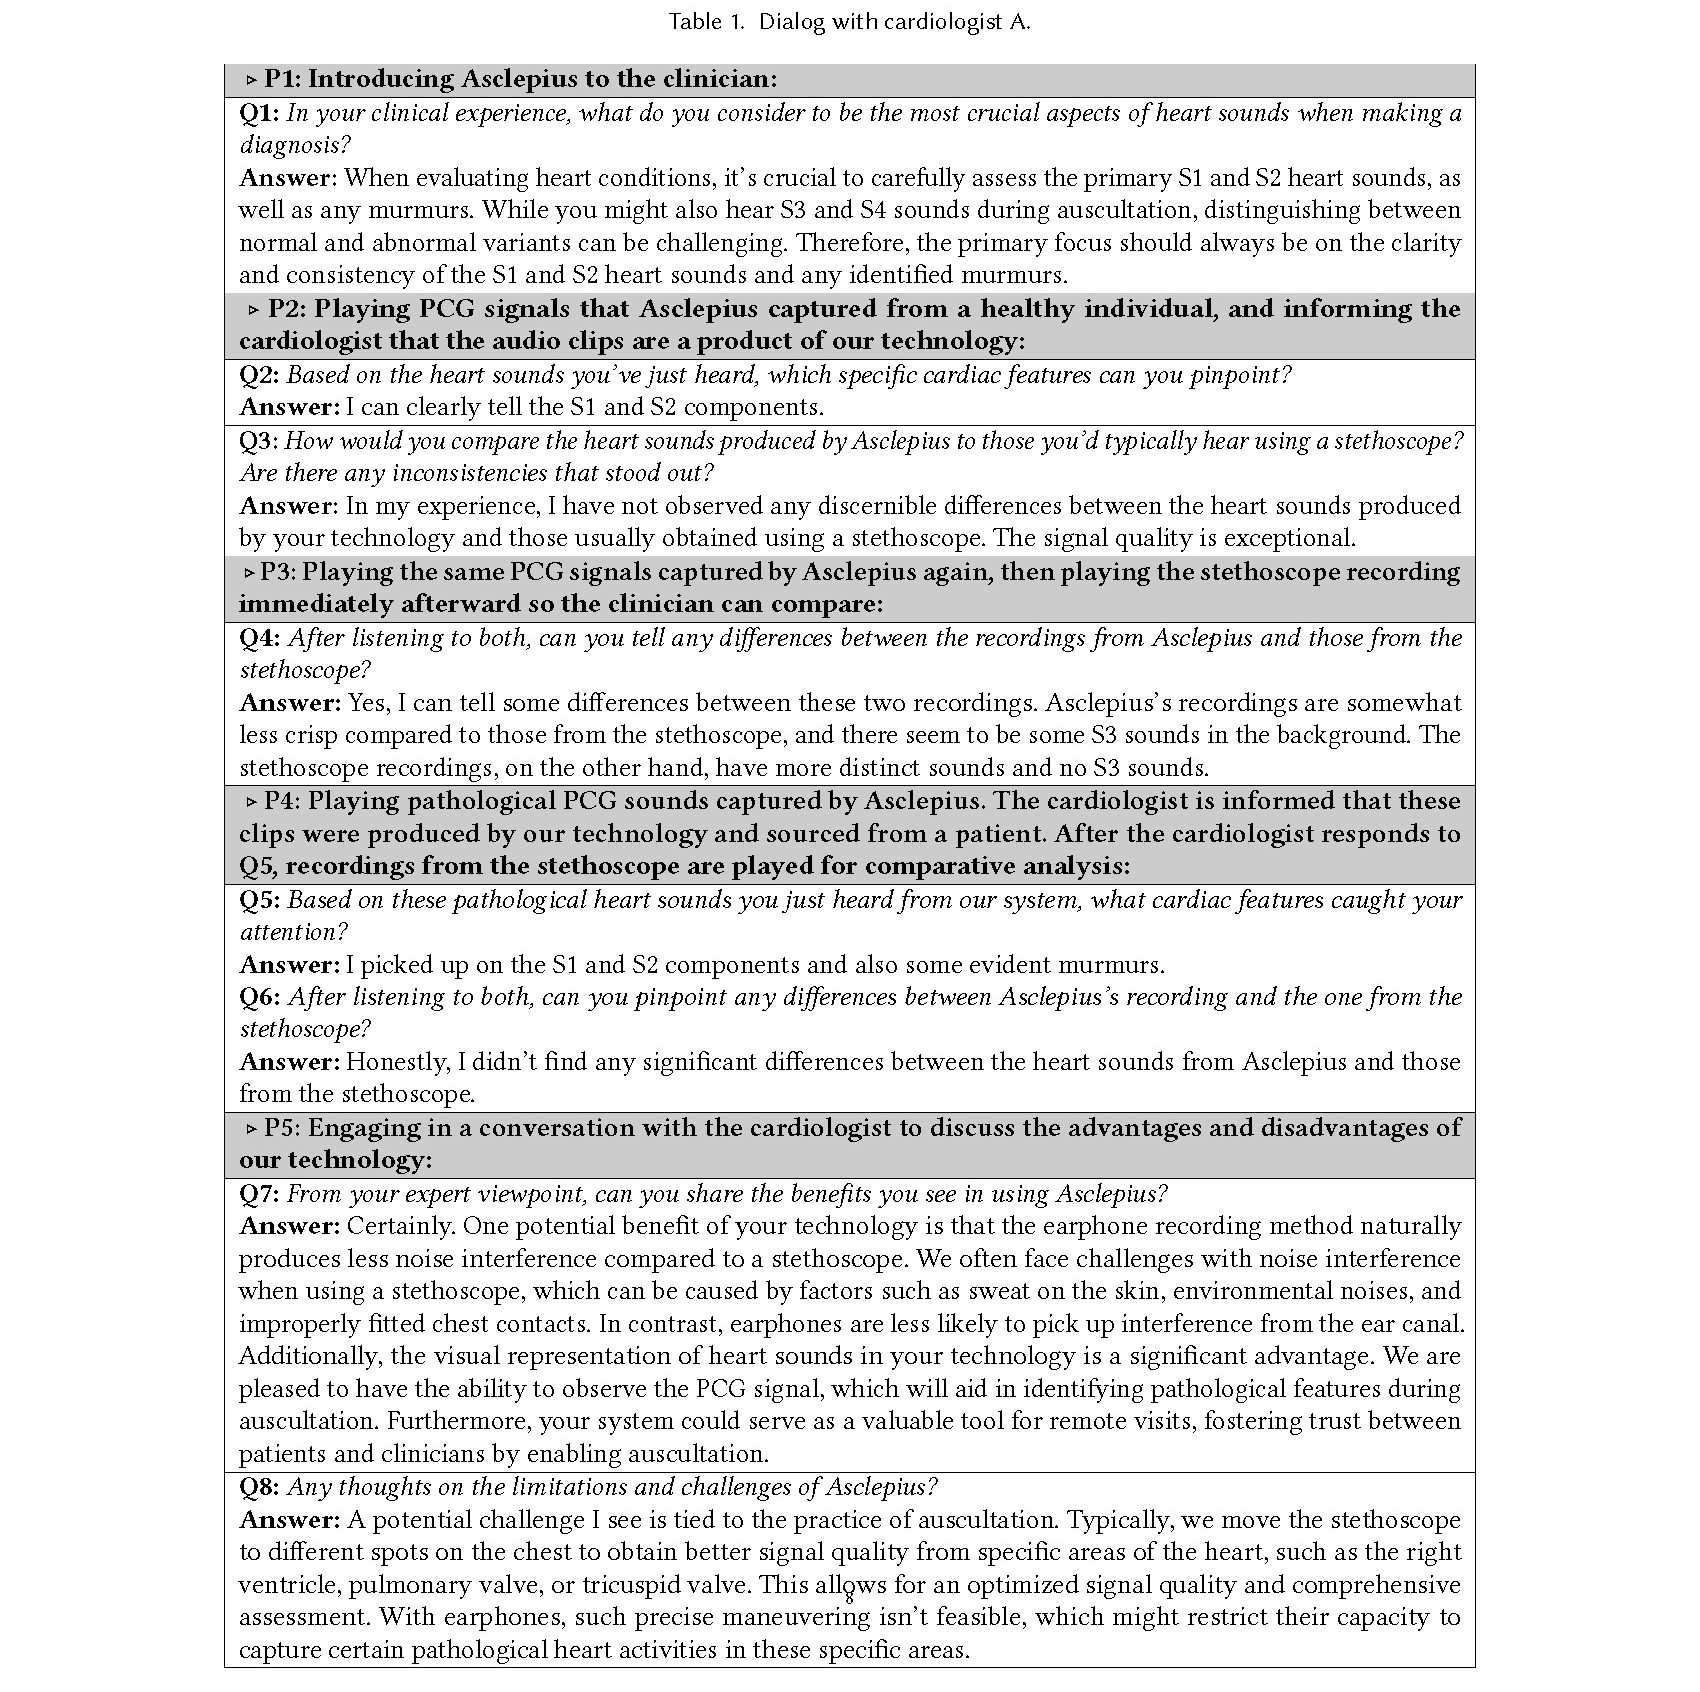 Table 1. Dialog with cardiologist A.
▹ P1: Introducing Asclepius to the clinician:
Q1: In your clinical experience, what do you consider to be the most crucial aspects of heart sounds when making a
diagnosis?
Answer: When evaluating heart conditions, it's crucial to carefully assess the primary S1 and S2 heart sounds, as
well as any murmurs. While you might also hear S3 and S4 sounds during auscultation, distinguishing between
normal and abnormal variants can be challenging. Therefore, the primary focus should always be on the clarity
and consistency of the S1 and S2 heart sounds and any identified murmurs.
▹ P2: Playing PCG signals that Asclepius captured from a healthy individual, and informing the
cardiologist that the audio clips are a product of our technology:
Q2: Based on the heart sounds you've just heard, which specific cardiac features can you pinpoint?
Answer: I can clearly tell the S1 and S2 components.
Q3: How would you compare the heart sounds produced by Asclepius to those you'd typically hear using a stethoscope?
Are there any inconsistencies that stood out?
Answer: In my experience, I have not observed any discernible differences between the heart sounds produced
by your technology and those usually obtained using a stethoscope. The signal quality is exceptional.
▹ P3: Playing the same PCG signals captured by Asclepius again, then playing the stethoscope recording
immediately afterward so the clinician can compare:
Q4: After listening to both, can you tell any differences between the recordings from Asclepius and those from the
stethoscope?
Answer: Yes, I can tell some differences between these two recordings. Asclepius's recordings are somewhat
less crisp compared to those from the stethoscope, and there seem to be some S3 sounds in the background. The
stethoscope recordings, on the other hand, have more distinct sounds and no S3 sounds.
▹ P4: Playing pathological PCG sounds captured by Asclepius. The cardiologist is informed that these
clips were produced by our technology and sourced from a patient. After the cardiologist responds to
Q5, recordings from the stethoscope are played for comparative analysis:
Q5: Based on these pathological heart sounds you just heard from our system, what cardiac features caught your
attention?
Answer: I picked up on the S1 and S2 components and also some evident murmurs.
Q6: After listening to both, can you pinpoint any differences between Asclepius's recording and the one from the
stethoscope?
Answer: Honestly, I didn't find any significant differences between the heart sounds from Asclepius and those
from the stethoscope.
▹ P5: Engaging in a conversation with the cardiologist to discuss the advantages and disadvantages of
our technology:
Q7: From your expert viewpoint, can you share the benefits you see in using Asclepius?
Answer: Certainly. One potential benefit of your technology is that the earphone recording method naturally
produces less noise interference compared to a stethoscope. We often face challenges with noise interference
when using a stethoscope, which can be caused by factors such as sweat on the skin, environmental noises, and
improperly fitted chest contacts. In contrast, earphones are less likely to pick up interference from the ear canal.
Additionally, the visual representation of heart sounds in your technology is a significant advantage. We are
pleased to have the ability to observe the PCG signal, which will aid in identifying pathological features during
auscultation. Furthermore, your system could serve as a valuable tool for remote visits, fostering trust between
patients and clinicians by enabling auscultation.
Q8: Any thoughts on the limitations and challenges of Asclepius?
Answer: A potential challenge I see is tied to the practice of auscultation. Typically, we move the stethoscope
to different spots on the chest to obtain better signal quality from specific areas of the heart, such as the right
ventricle, pulmonary valve, or tricuspid valve. This allows for an optimized signal quality and comprehensive
8
assessment. With earphones, such precise maneuvering isn't feasible, which might restrict their capacity to
capture certain pathological heart activities in these specific areas.